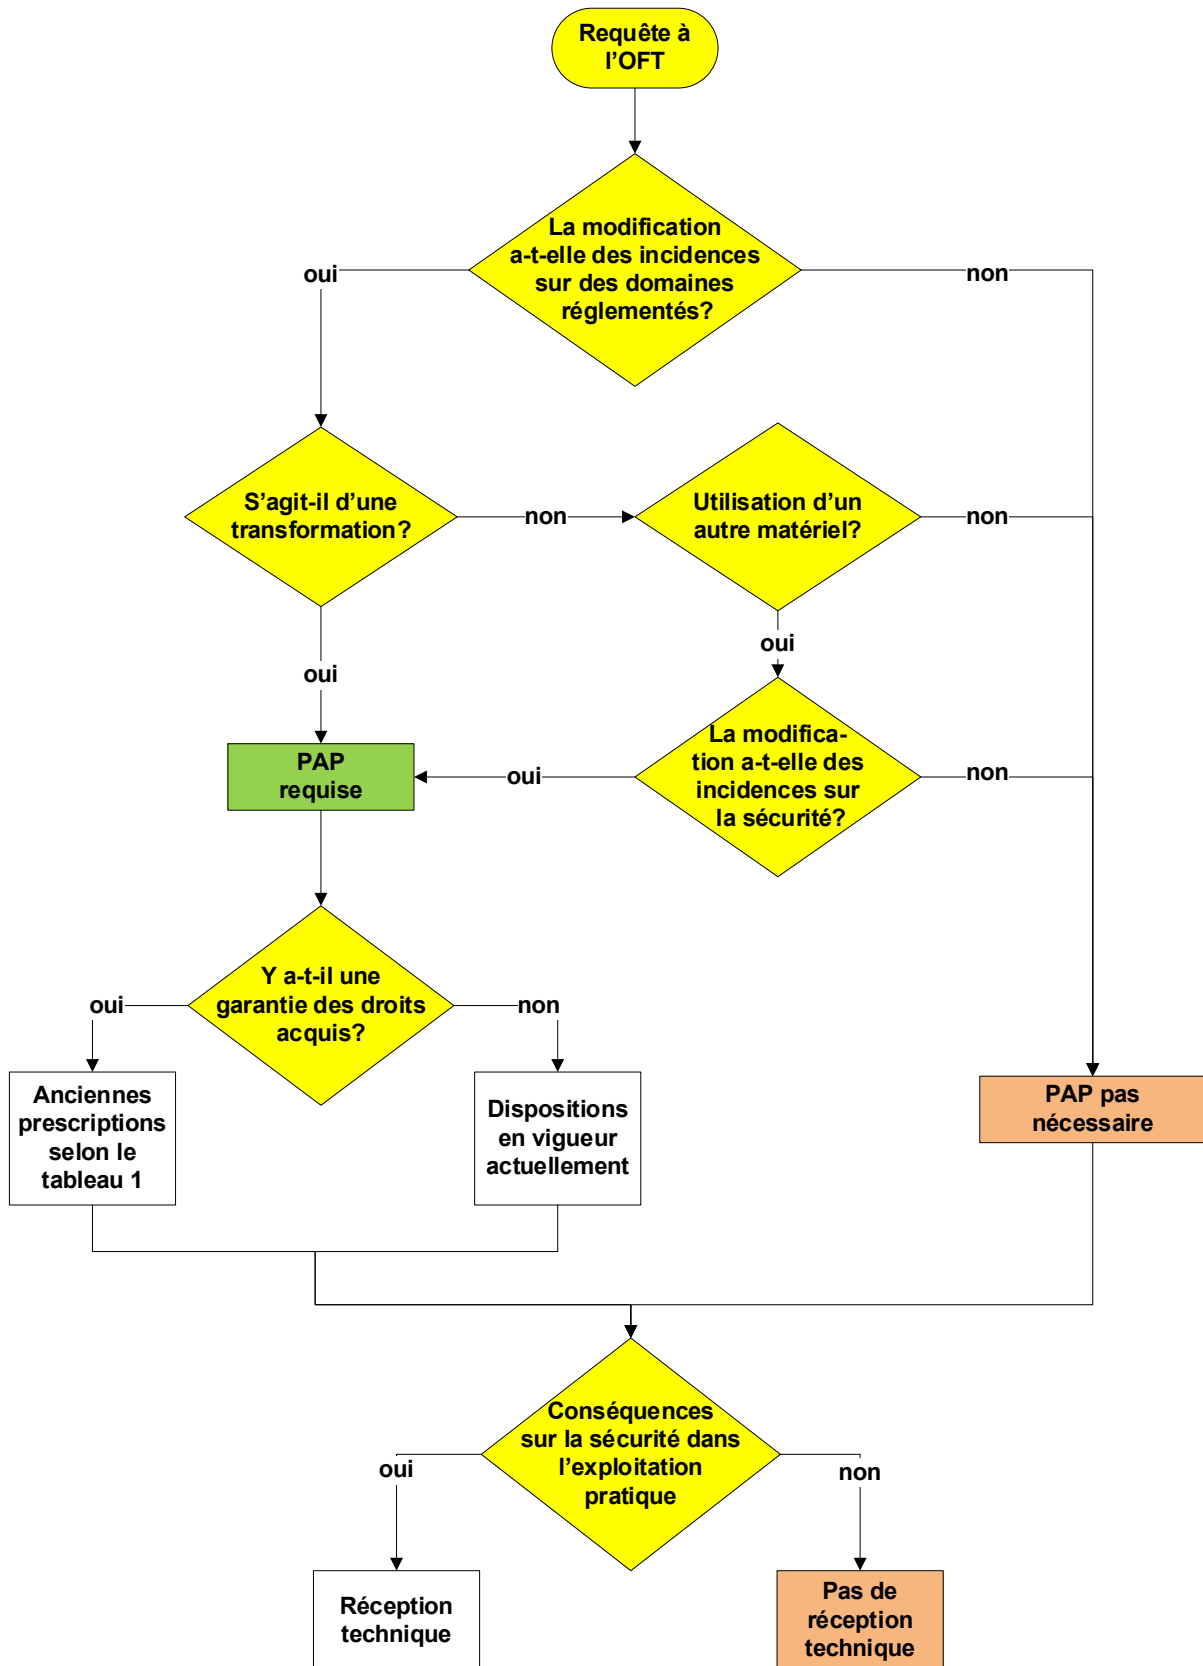 Requête à
l’OFT
La modification
a-t-elle des incidences
sur des domaines
réglementés?
oui
non
S’agit-il d’une
transformation?
non
Utilisation d’un
autre matériel?
non
oui
oui
PAP
requise
oui
La modifica-
tion a-t-elle des
incidences sur
la sécurité?
non
Y a-t-il une
garantie des droits
acquis?
oui
non
Anciennes
prescriptions
selon le
tableau 1
Dispositions
en vigueur
actuellement
PAP pas
nécessaire
Conséquences
sur la sécurité dans
l’exploitation
pratique
oui
non
Réception
technique
Pas de
réception
technique